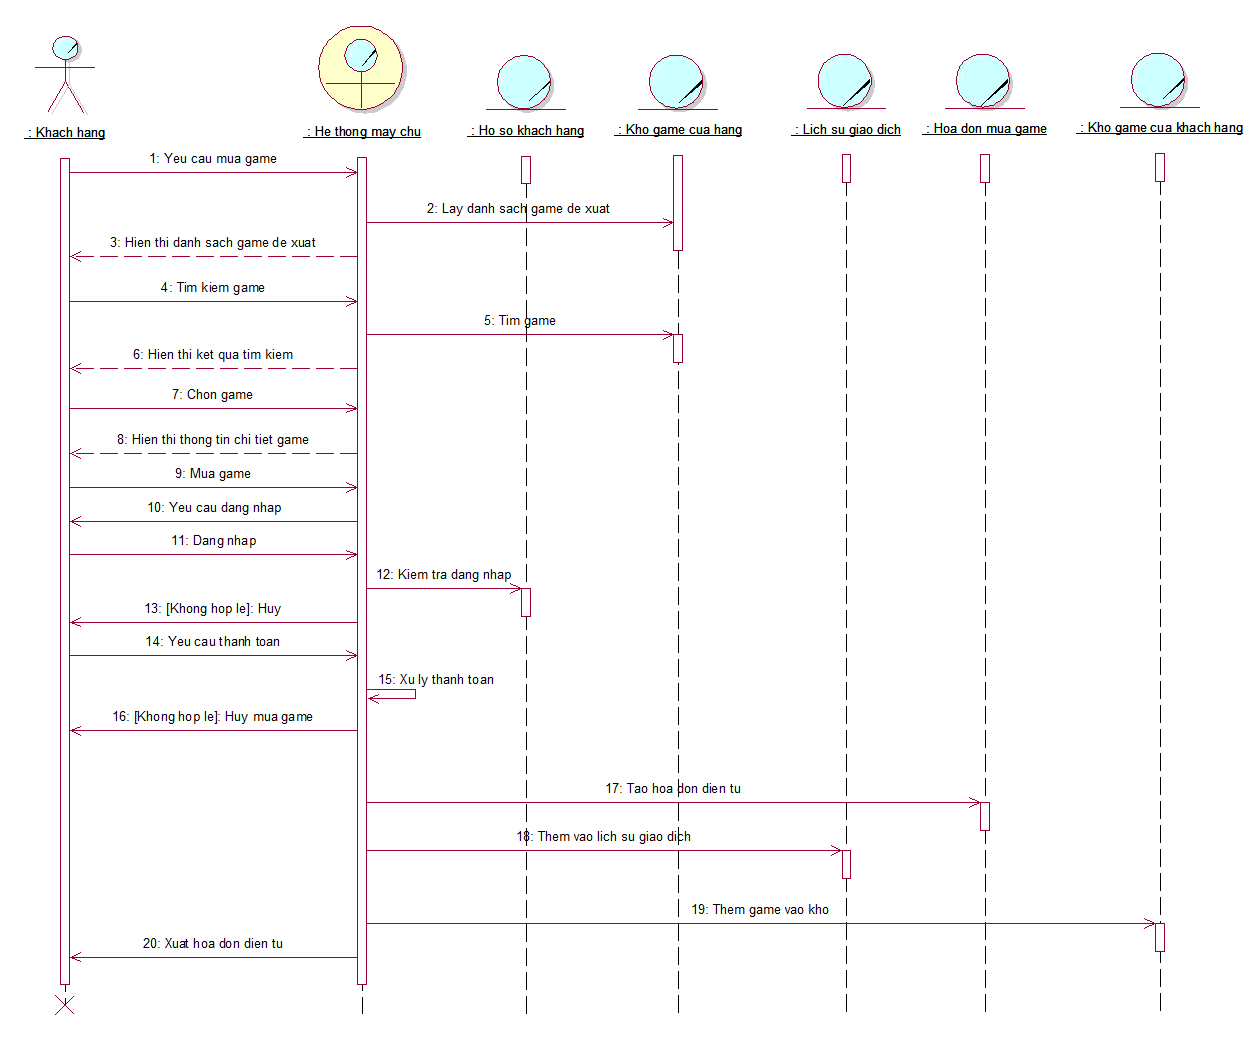 : Khach hang
: He thong may chu
: Ho so khach hang
: Kho game cua hang
: Lich su giao dich
: Hoa don mua game
: Kho game cua khach hang
1: Yeu cau mua game
2: Lay danh sach game de xuat
3: Hien thi danh sach game de xuat
4: Tim kiem game
5: Tim game
6: Hien thi ket qua tim kiem
7: Chon game
8: Hien thi thong tin chi tiet game
9: Mua game
10: Yeu cau dang nhap
11: Dang nhap
12: Kiem tra dang nhap
13: [Khong hop le]: Huy
14: Yeu cau thanh toan
15: Xu ly thanh toan
16: [Khong hop le]: Huy mua game
17: Tao hoa don dien tu
18: Them vao lich su giao dich
19: Them game vao kho
20: Xuat hoa don dien tu